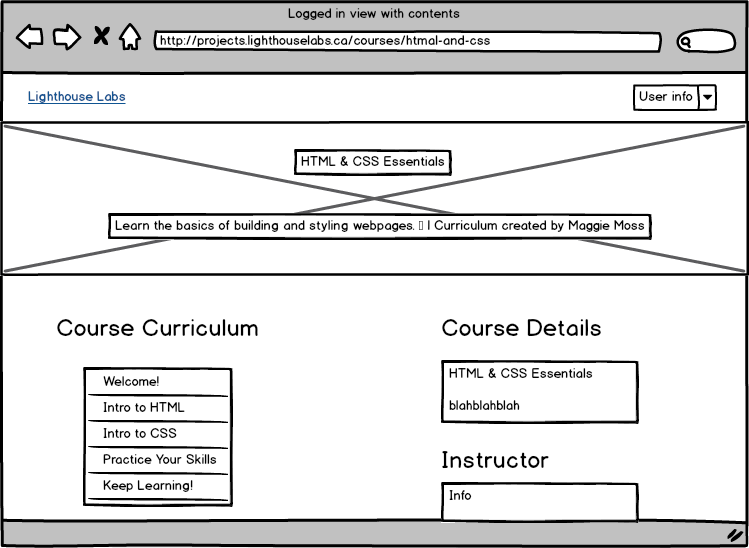 Logged in view with contents
http://projects.lighthouselabs.ca/courses/htmal-and-css
Lighthouse Labs
User info
HTML & CSS Essentials
Learn the basics of building and styling webpages. ▯ | Curriculum created by Maggie Moss
Course Curriculum
Welcome!
Intro to HTML
Intro to CSS
Practice Your Skills
Keep Learning!
Course Details
HTML & CSS Essentials
blahblahblah
Instructor
Info